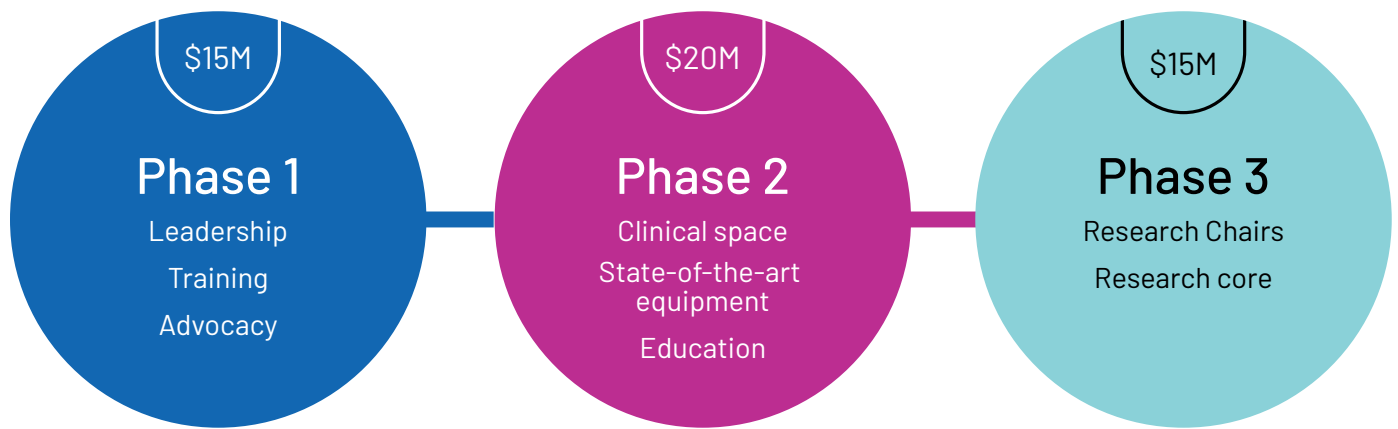 $15M
Phase 1
Leadership
Training
Advocacy
$20M
Phase 2
Clinical space
State-of-the-art
equipment
Education
$15M
Phase 3
Research Chairs
Research core